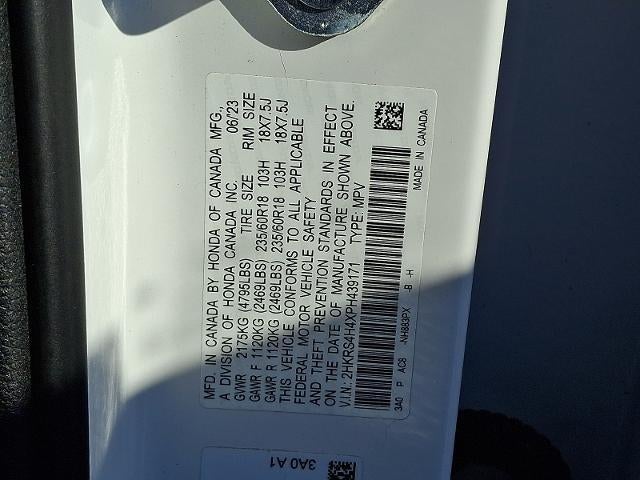 MFD. IN CANADA BY HONDA OF CANADA MFG.,
A DIVISION OF HONDA CANADA INC. 06/23
GVWR 2175KG (4795LBS) TIRE SIZE RIM SIZE
GAWR F 1120KG (2469LBS) 235/60R18 103H 18X7.5J
GAWR R 1120KG (2469LBS) 235/60R18 103H 18X7.5J
THIS VEHICLE CONFORMS TO ALL APPLICABLE
FEDERAL MOTOR VEHICLE SAFETY
AND THEFT PREVENTION STANDARDS IN EFFECT
ON THE DATE OF MANUFACTURE SHOWN ABOVE.
V.I.N.: 2HKRS4H4XPH439171 TYPE: MPV
3A0 P AC8 -NH883PX -B -H MADE IN CANADA
3A0 A1